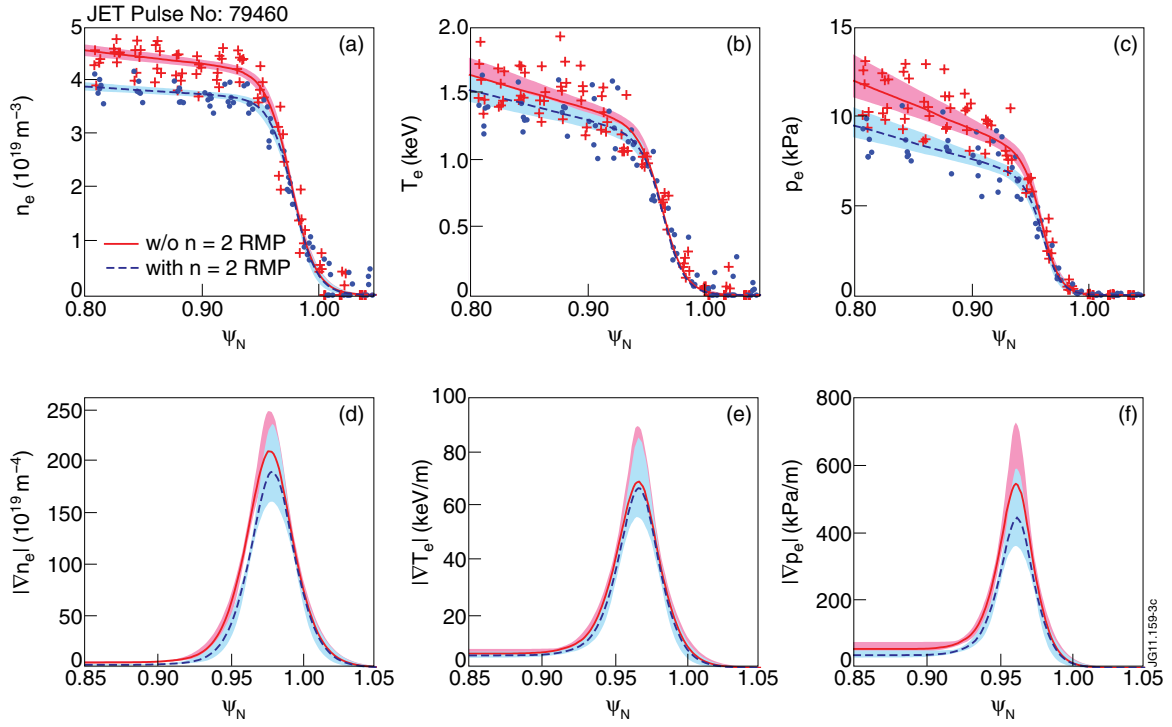 JET Pulse No: 79460
(a)
n_e (10^19 m^-3)
5
4
3
2
1
0
0.80
0.90
1.00
ψ_N
w/o n = 2 RMP
with n = 2 RMP
(b)
T_e (keV)
2.0
1.6
1.2
0.8
0.4
0
0.80
0.90
1.00
ψ_N
(c)
p_e (kPa)
15
10
5
0
0.80
0.90
1.00
ψ_N
(d)
|∇n_e| (10^19 m^-4)
250
200
150
100
50
0
0.85
0.90
0.95
1.00
1.05
ψ_N
(e)
|∇T_e| (keV/m)
100
80
60
40
20
0
0.85
0.90
0.95
1.00
1.05
ψ_N
(f)
|∇p_e| (kPa/m)
800
600
400
200
0
0.85
0.90
0.95
1.00
1.05
ψ_N
JG11.159-3c